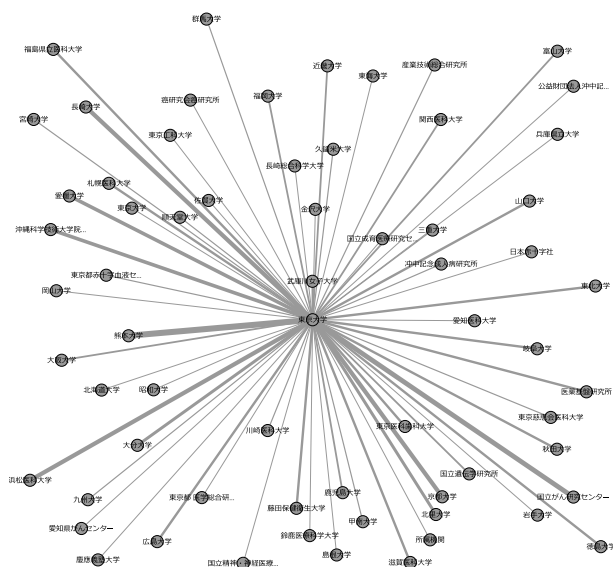 群馬大学
福島県立医科大学
富山大学
近畿大学
東海大学
産業技術総合研究所
公益財団法人沖中記...
福岡大学
癌研究会癌研究所
長崎大学
宮崎大学
関西医科大学
東京工科大学
兵庫県立大学
久留米大学
長崎総合科学大学
札幌医科大学
愛媛大学
佐賀大学
山口大学
東京大学
金沢大学
順天堂大学
沖縄科学技術大学院...
三重大学
国立成育医療研究セ...
日本赤十字社
沖中記念成人病研究所
東京都赤十字血液セ...
武庫川女子大学
東北大学
岡山大学
愛知医科大学
熊本大学
岐阜大学
大阪大学
北海道大学
昭和大学
医薬基盤研究所
東京慈恵会医科大学
東京医科歯科大学
川崎医科大学
大分大学
秋田大学
国立遺伝学研究所
浜松医科大学
九州大学
東京都医学総合研...
鹿児島大学
京都大学
国立がん研究センター
藤田保健衛生大学
北里大学
岩手大学
甲南大学
愛知県がんセンター
鈴鹿医療科学大学
広島大学
所属機関
徳島大学
島根大学
慶應義塾大学
国立精神・神経医療...
滋賀医科大学